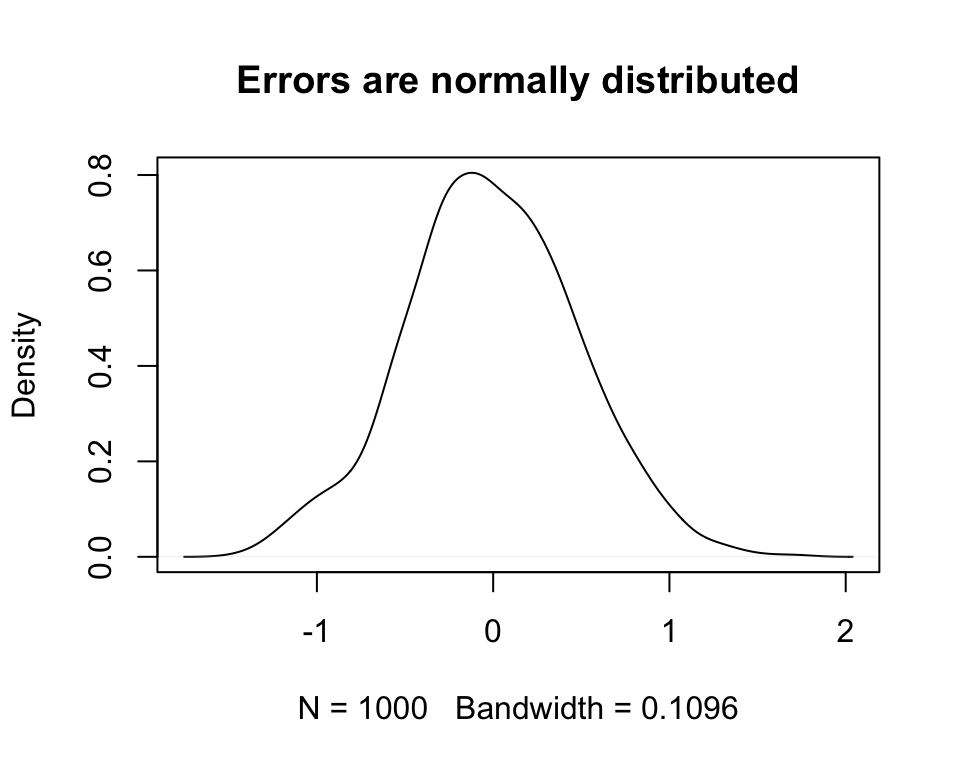 Errors are normally distributed
Density
0.0 0.2 0.4 0.6 0.8
-1 0 1 2
N = 1000 Bandwidth = 0.1096